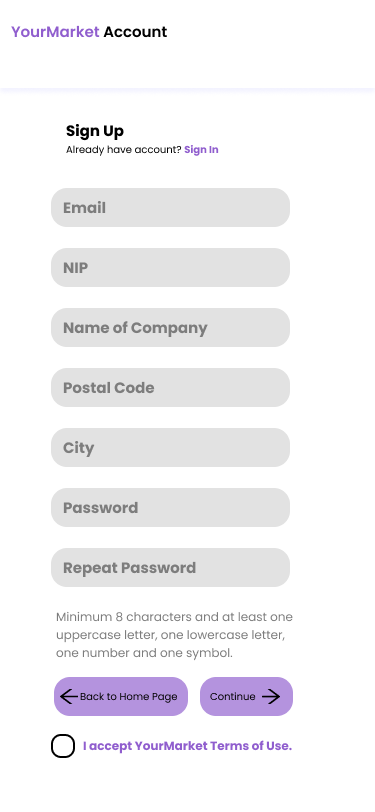 YourMarket Account
Sign Up
Already have account? Sign In
Email
NIP
Name of Company
Postal Code
City
Password
Repeat Password
Minimum 8 characters and at least one
uppercase letter, one lowercase letter,
one number and one symbol.
Back to Home Page
Continue
I accept YourMarket Terms of Use.